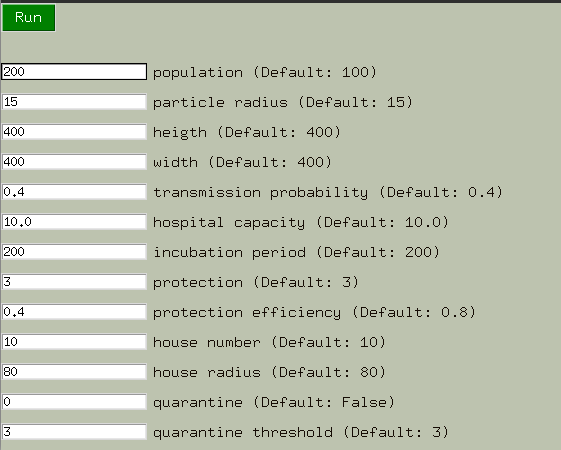 Run
200 population (Default: 100)
15 particle radius (Default: 15)
400 heigth (Default: 400)
400 width (Default: 400)
0.4 transmission probability (Default: 0.4)
10.0 hospital capacity (Default: 10.0)
200 incubation period (Default: 200)
3 protection (Default: 3)
0.4 protection efficiency (Default: 0.8)
10 house number (Default: 10)
80 house radius (Default: 80)
0 quarantine (Default: False)
3 quarantine threshold (Default: 3)